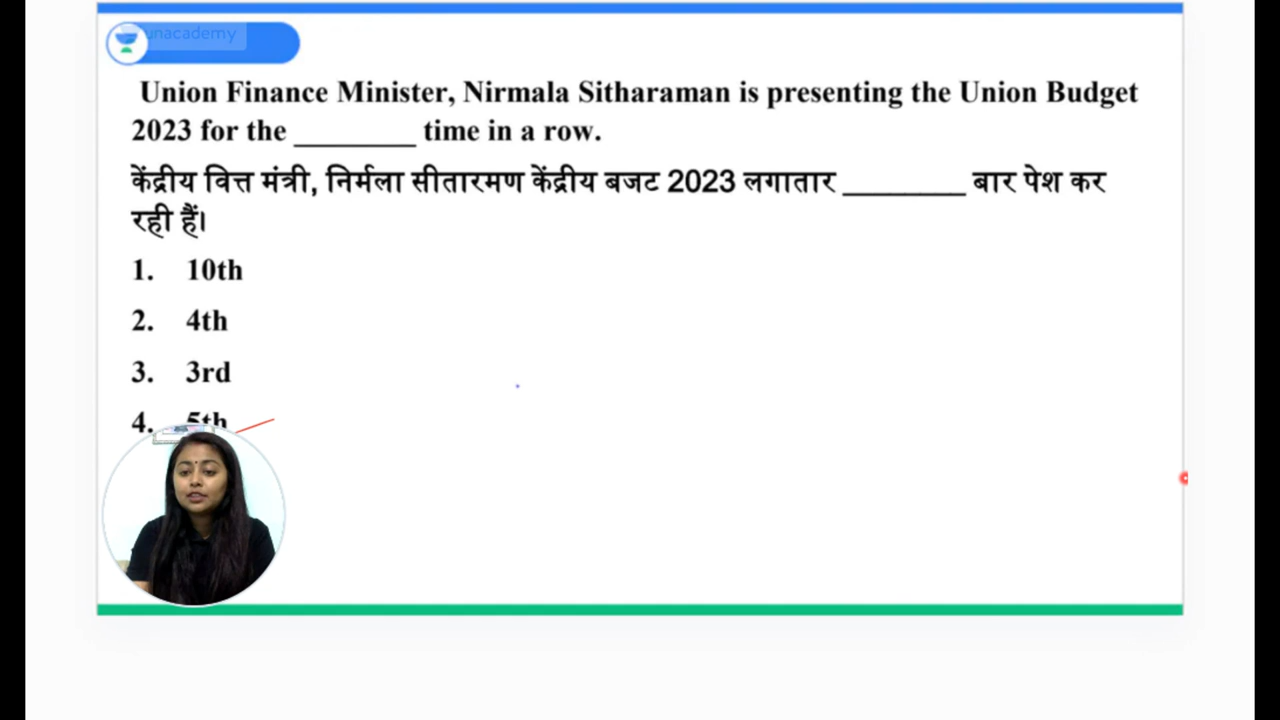 unacademy
Union Finance Minister, Nirmala Sitharaman is presenting the Union Budget
2023 for the ________ time in a row.
केंद्रीय वित्त मंत्री, निर्मला सीतारमण केंद्रीय बजट 2023 लगातार ________ बार पेश कर
रही हैं।
1. 10th
2. 4th
3. 3rd
4. 5th